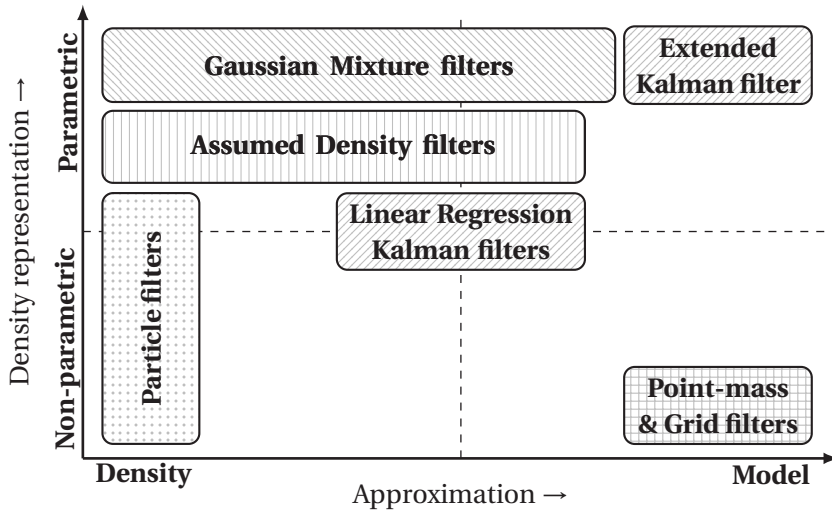 Density representation →
Parametric
Non-parametric
Gaussian Mixture filters
Extended
Kalman filter
Assumed Density filters
Linear Regression
Kalman filters
Particle filters
Point-mass
& Grid filters
Density
Model
Approximation →